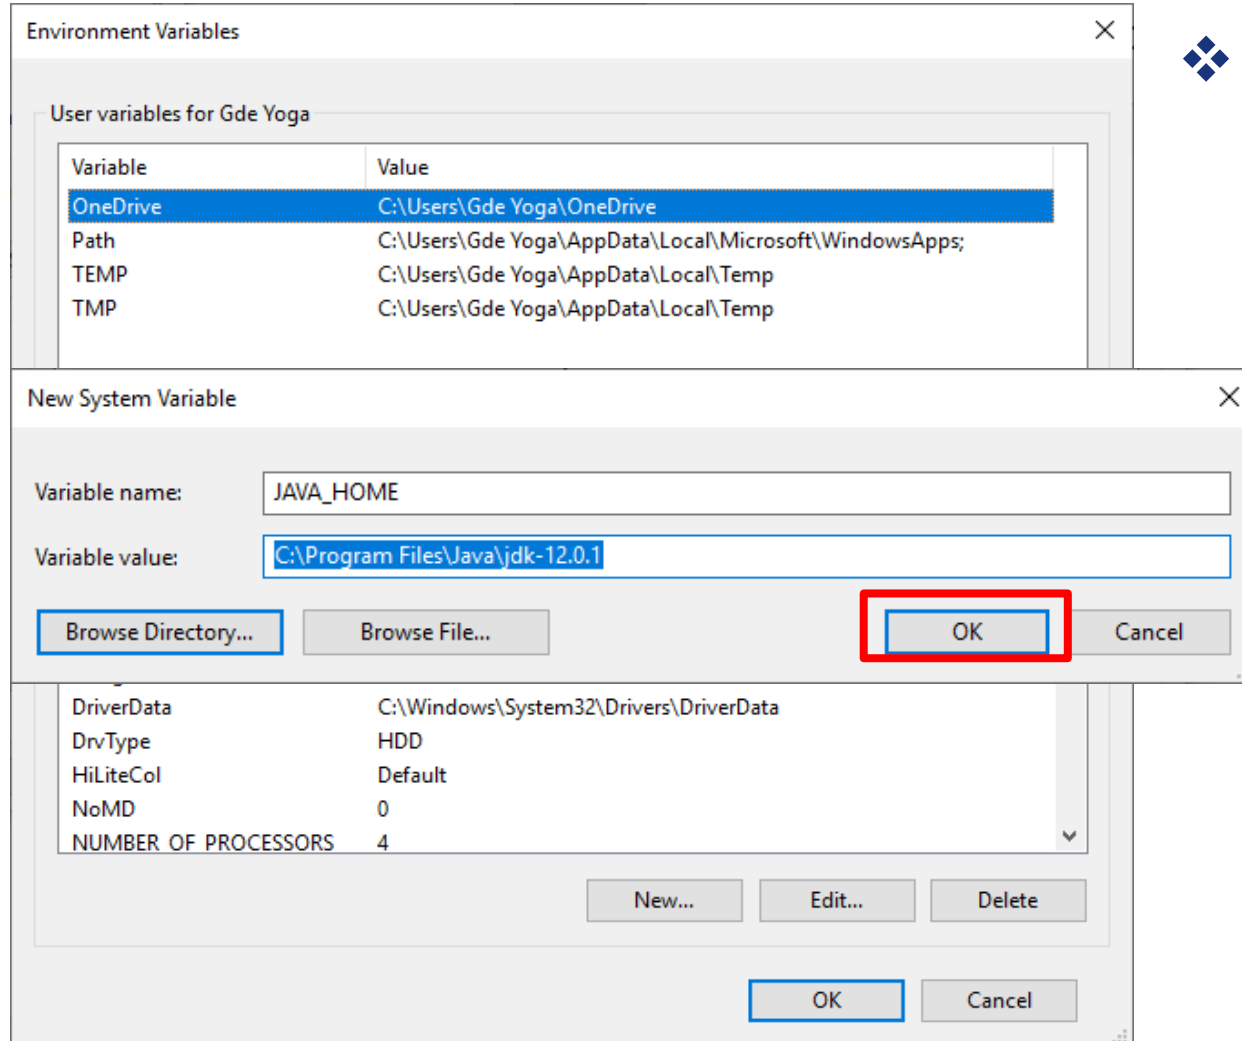 Environment Variables
User variables for Gde Yoga
Variable Value
OneDrive C:\Users\Gde Yoga\OneDrive
Path C:\Users\Gde Yoga\AppData\Local\Microsoft\WindowsApps;
TEMP C:\Users\Gde Yoga\AppData\Local\Temp
TMP C:\Users\Gde Yoga\AppData\Local\Temp
New System Variable
Variable name: JAVA_HOME
Variable value: C:\Program Files\Java\jdk-12.0.1
Browse Directory... Browse File... OK Cancel
DriverData C:\Windows\System32\Drivers\DriverData
DrvType HDD
HiLiteCol Default
NoMD 0
NUMBER_OF_PROCESSORS 4
New... Edit... Delete
OK Cancel